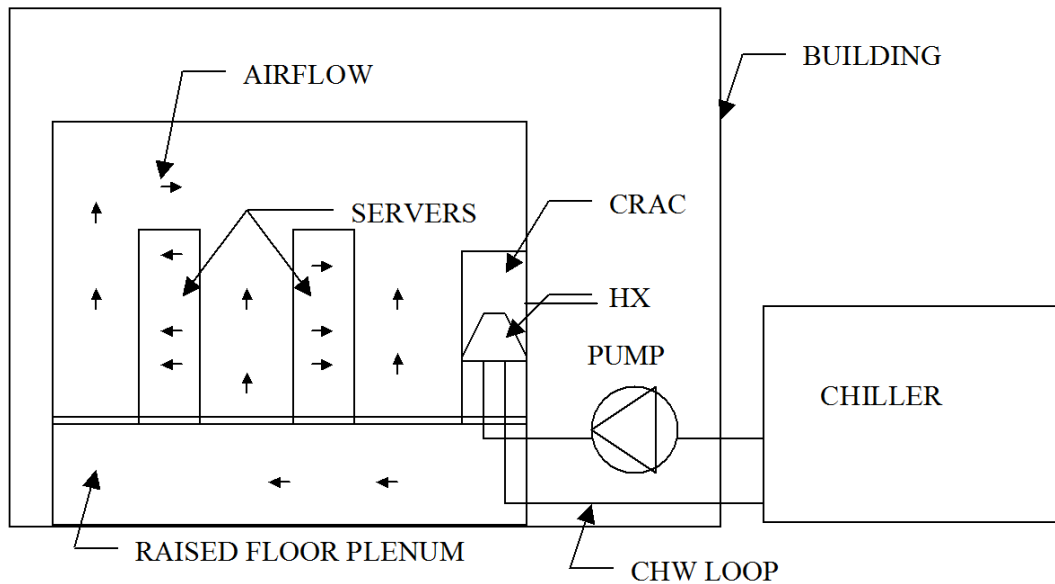 BUILDING
AIRFLOW
SERVERS
CRAC
HX
PUMP
CHILLER
RAISED FLOOR PLENUM
CHW LOOP